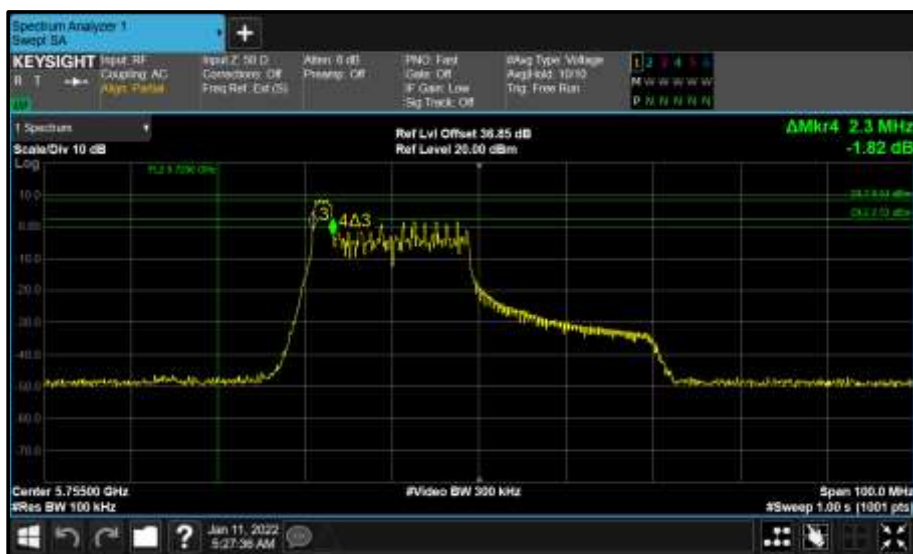 Spectrum Analyzer 1
Swept SA
+
KEYSIGHT
R T
Input: RF
Coupling: AC
Align: Partial
Input Z: 50 Ω
Corrections: Off
Freq Ref: Ext (S)
Atten: 0 dB
Preamp: Off
PNO: Fast
Gate: Off
IF Gain: Low
Sig Track: Off
#Avg Type: Voltage
Avg|Hold: 10/10
Trig: Free Run
1 2 3 4 5 6
M W W W W W
P N N N N N
1 Spectrum
Scale/Div 10 dB
Log
Ref Lvl Offset 36.85 dB
Ref Level 20.00 dBm
ΔMkr4 2.3 MHz
-1.82 dB
10.0
0.00
-10.0
-20.0
-30.0
-40.0
-50.0
-60.0
-70.0
3
4Δ3
Center 5.75500 GHz
#Res BW 100 kHz
#Video BW 300 kHz
Span 100.0 MHz
#Sweep 1.00 s (1001 pts)
?
Jan 11, 2022
5:27:36 AM